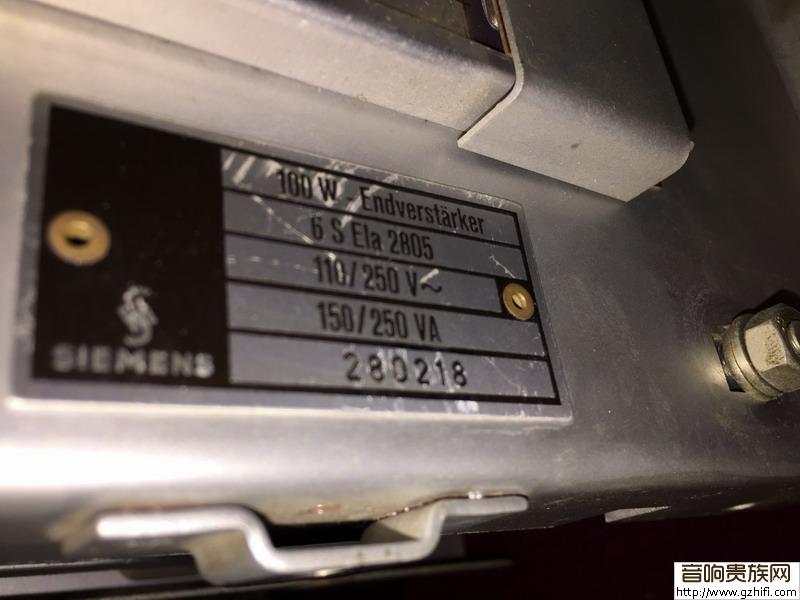 100 W - Endverstärker
6 S Ela 2805
110/250 V~
150/250 VA
280218
SIEMENS
音响贵族网
http://www.gzhifi.com/